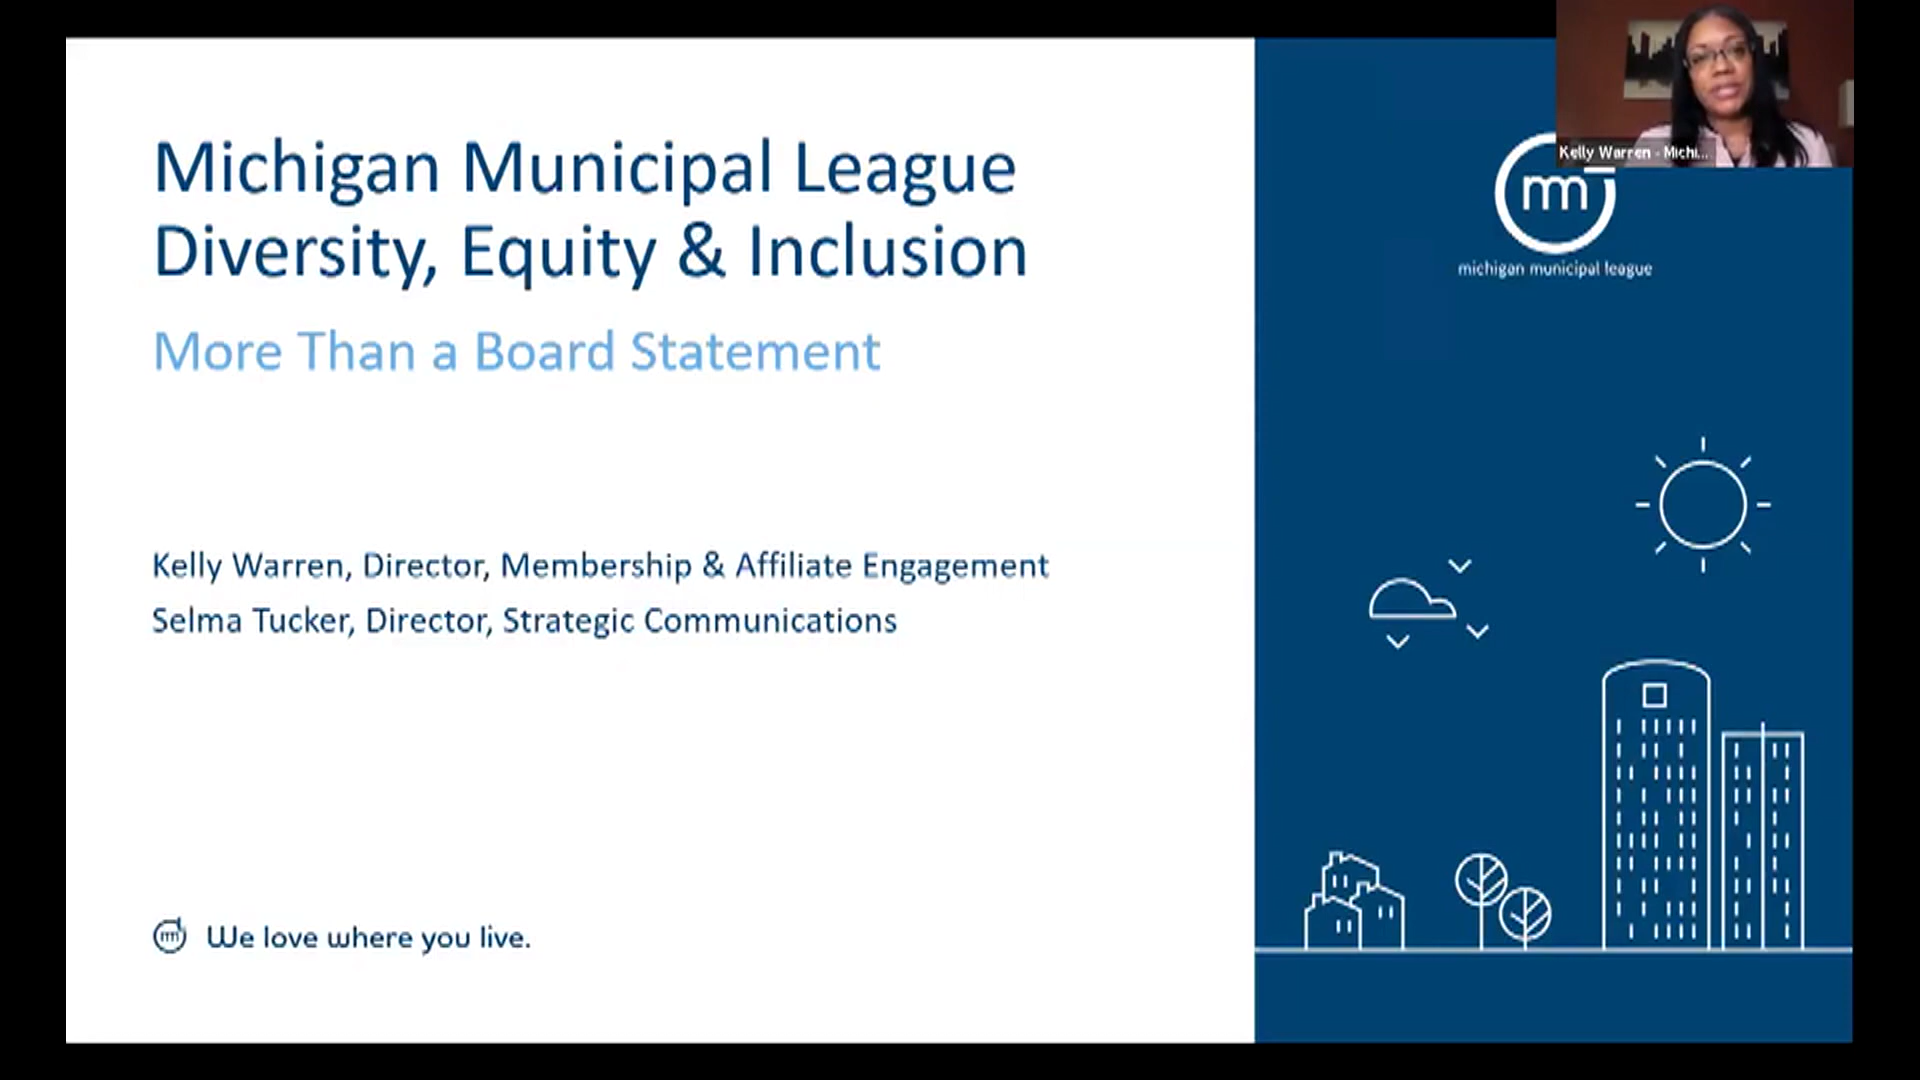 Michigan Municipal League
Diversity, Equity & Inclusion
More Than a Board Statement
Kelly Warren, Director, Membership & Affiliate Engagement
Selma Tucker, Director, Strategic Communications
We love where you live.
Kelly Warren - Michi...
michigan municipal league